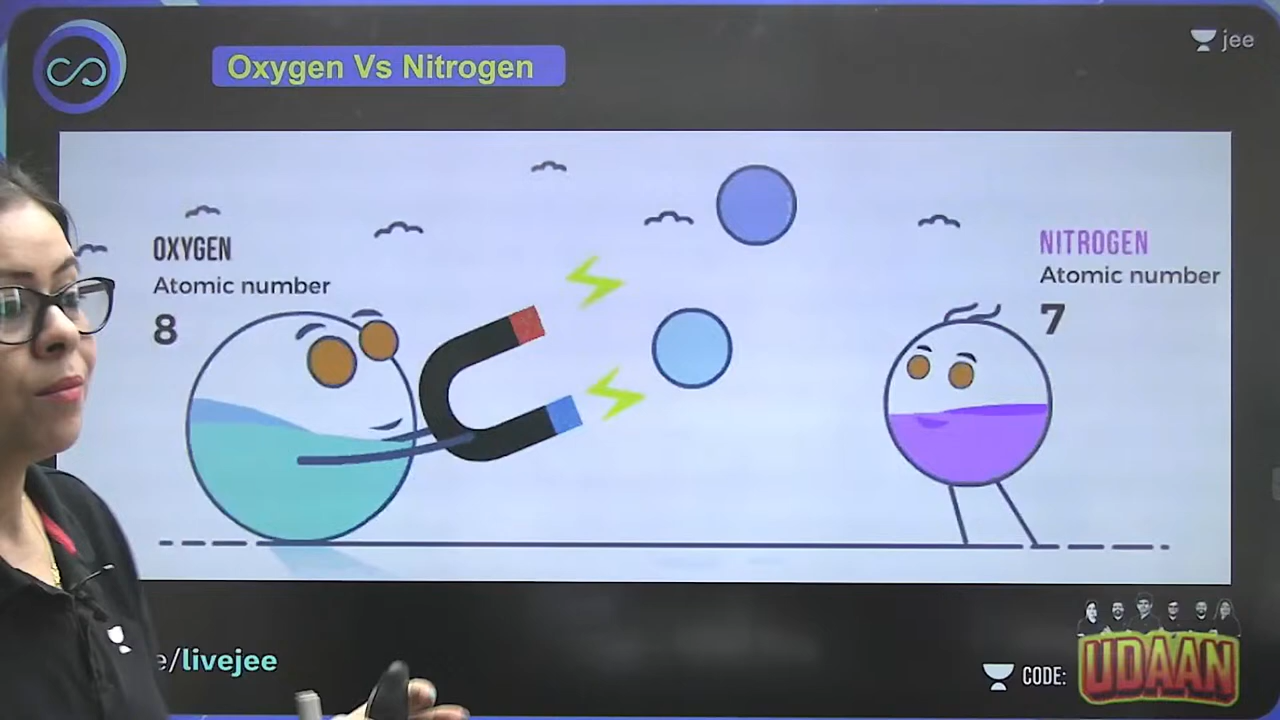 Oxygen Vs Nitrogen
jee
OXYGEN
Atomic number
8
NITROGEN
Atomic number
7
e/livejee
CODE:
UDAAN